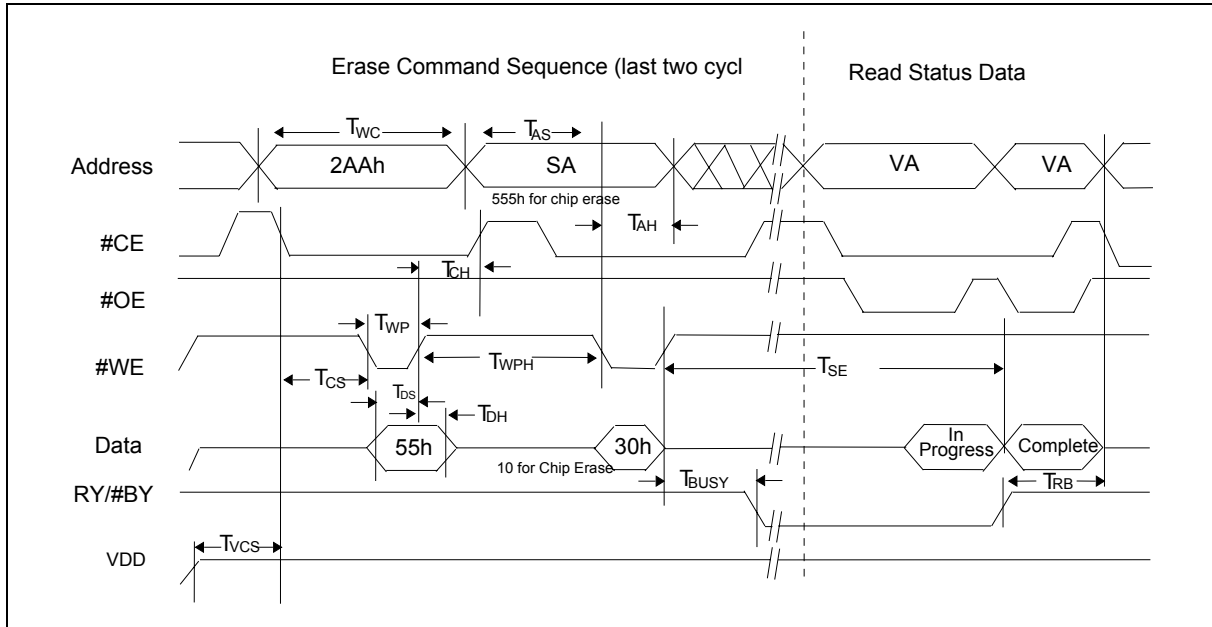 Erase Command Sequence (last two cycl
Read Status Data
TWC
TAS
Address
2AAh
SA
VA
VA
555h for chip erase
TAH
#CE
TCH
#OE
TWP
#WE
TWPH
TCS
TSE
TDS
TDH
Data
55h
30h
In
Progress
Complete
10 for Chip Erase
TBUSY
TRB
RY/#BY
TVCS
VDD